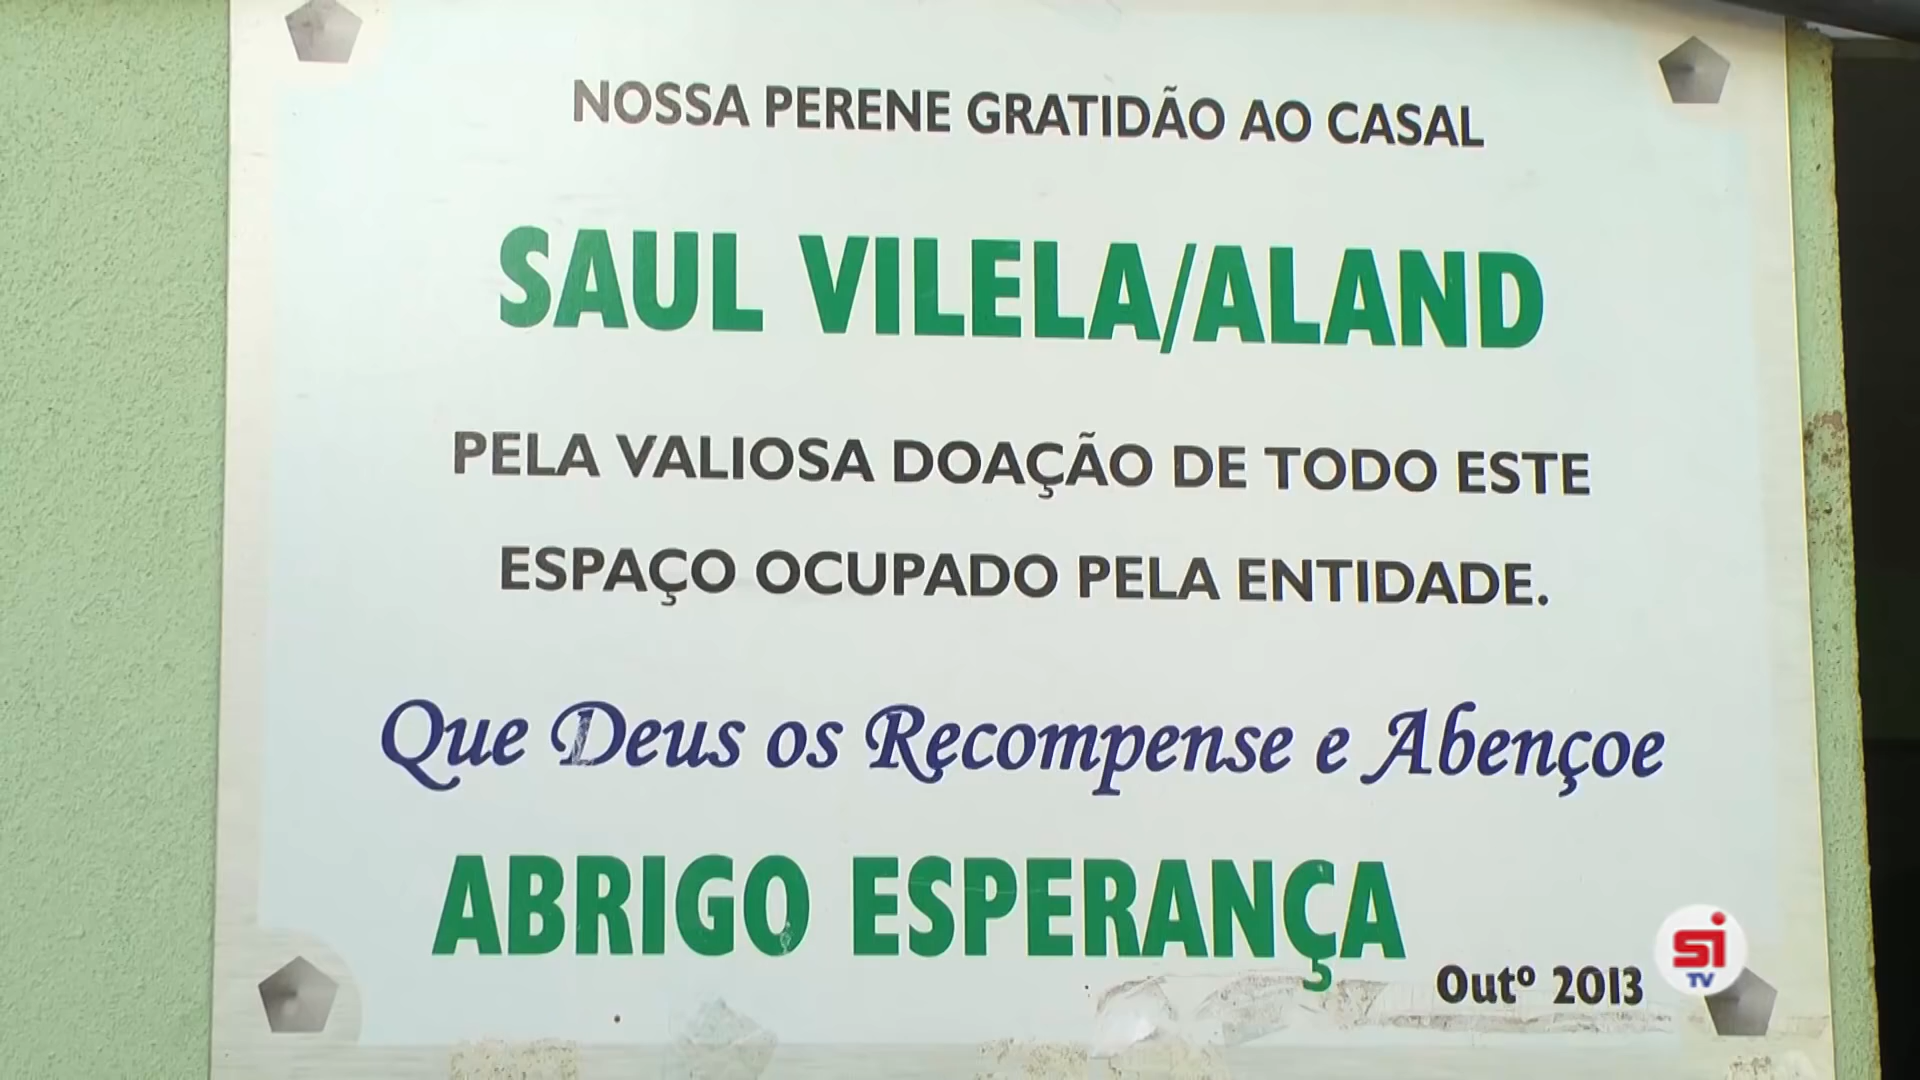 NOSSA PERENE GRATIDÃO AO CASAL
SAUL VILELA/ALAND
PELA VALIOSA DOAÇÃO DE TODO ESTE
ESPAÇO OCUPADO PELA ENTIDADE.
Que Deus os Recompense e Abençoe
ABRIGO ESPERANÇA
Outº 2013
si
TV